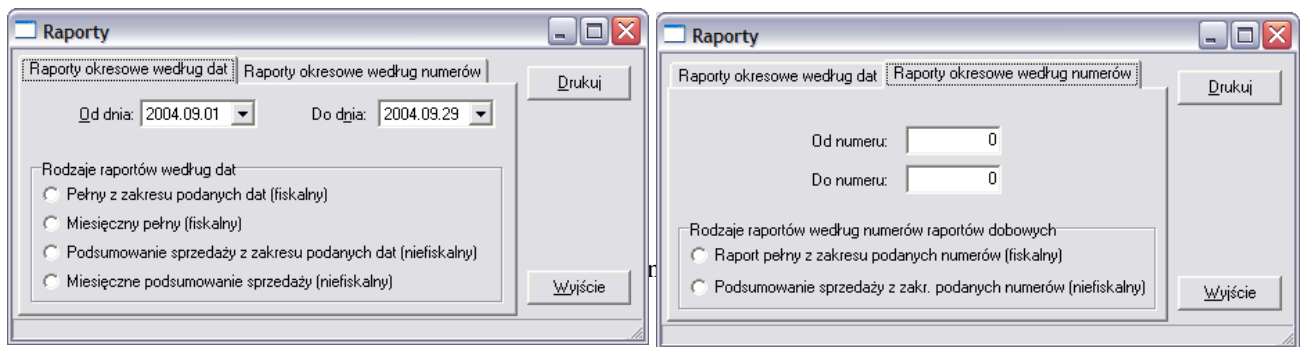 Raporty
Raporty okresowe według dat Raporty okresowe według numerów
Drukuj
Od dnia: 2004.09.01 Do dnia: 2004.09.29
Rodzaje raportów według dat
Pełny z zakresu podanych dat (fiskalny)
Miesięczny pełny (fiskalny)
Podsumowanie sprzedaży z zakresu podanych dat (niefiskalny)
Miesięczne podsumowanie sprzedaży (niefiskalny)
Wyjście
Raporty
Raporty okresowe według dat Raporty okresowe według numerów
Drukuj
Od numeru: 0
Do numeru: 0
Rodzaje raportów według numerów raportów dobowych
Raport pełny z zakresu podanych numerów (fiskalny)
Podsumowanie sprzedaży z zakr. podanych numerów (niefiskalny)
Wyjście